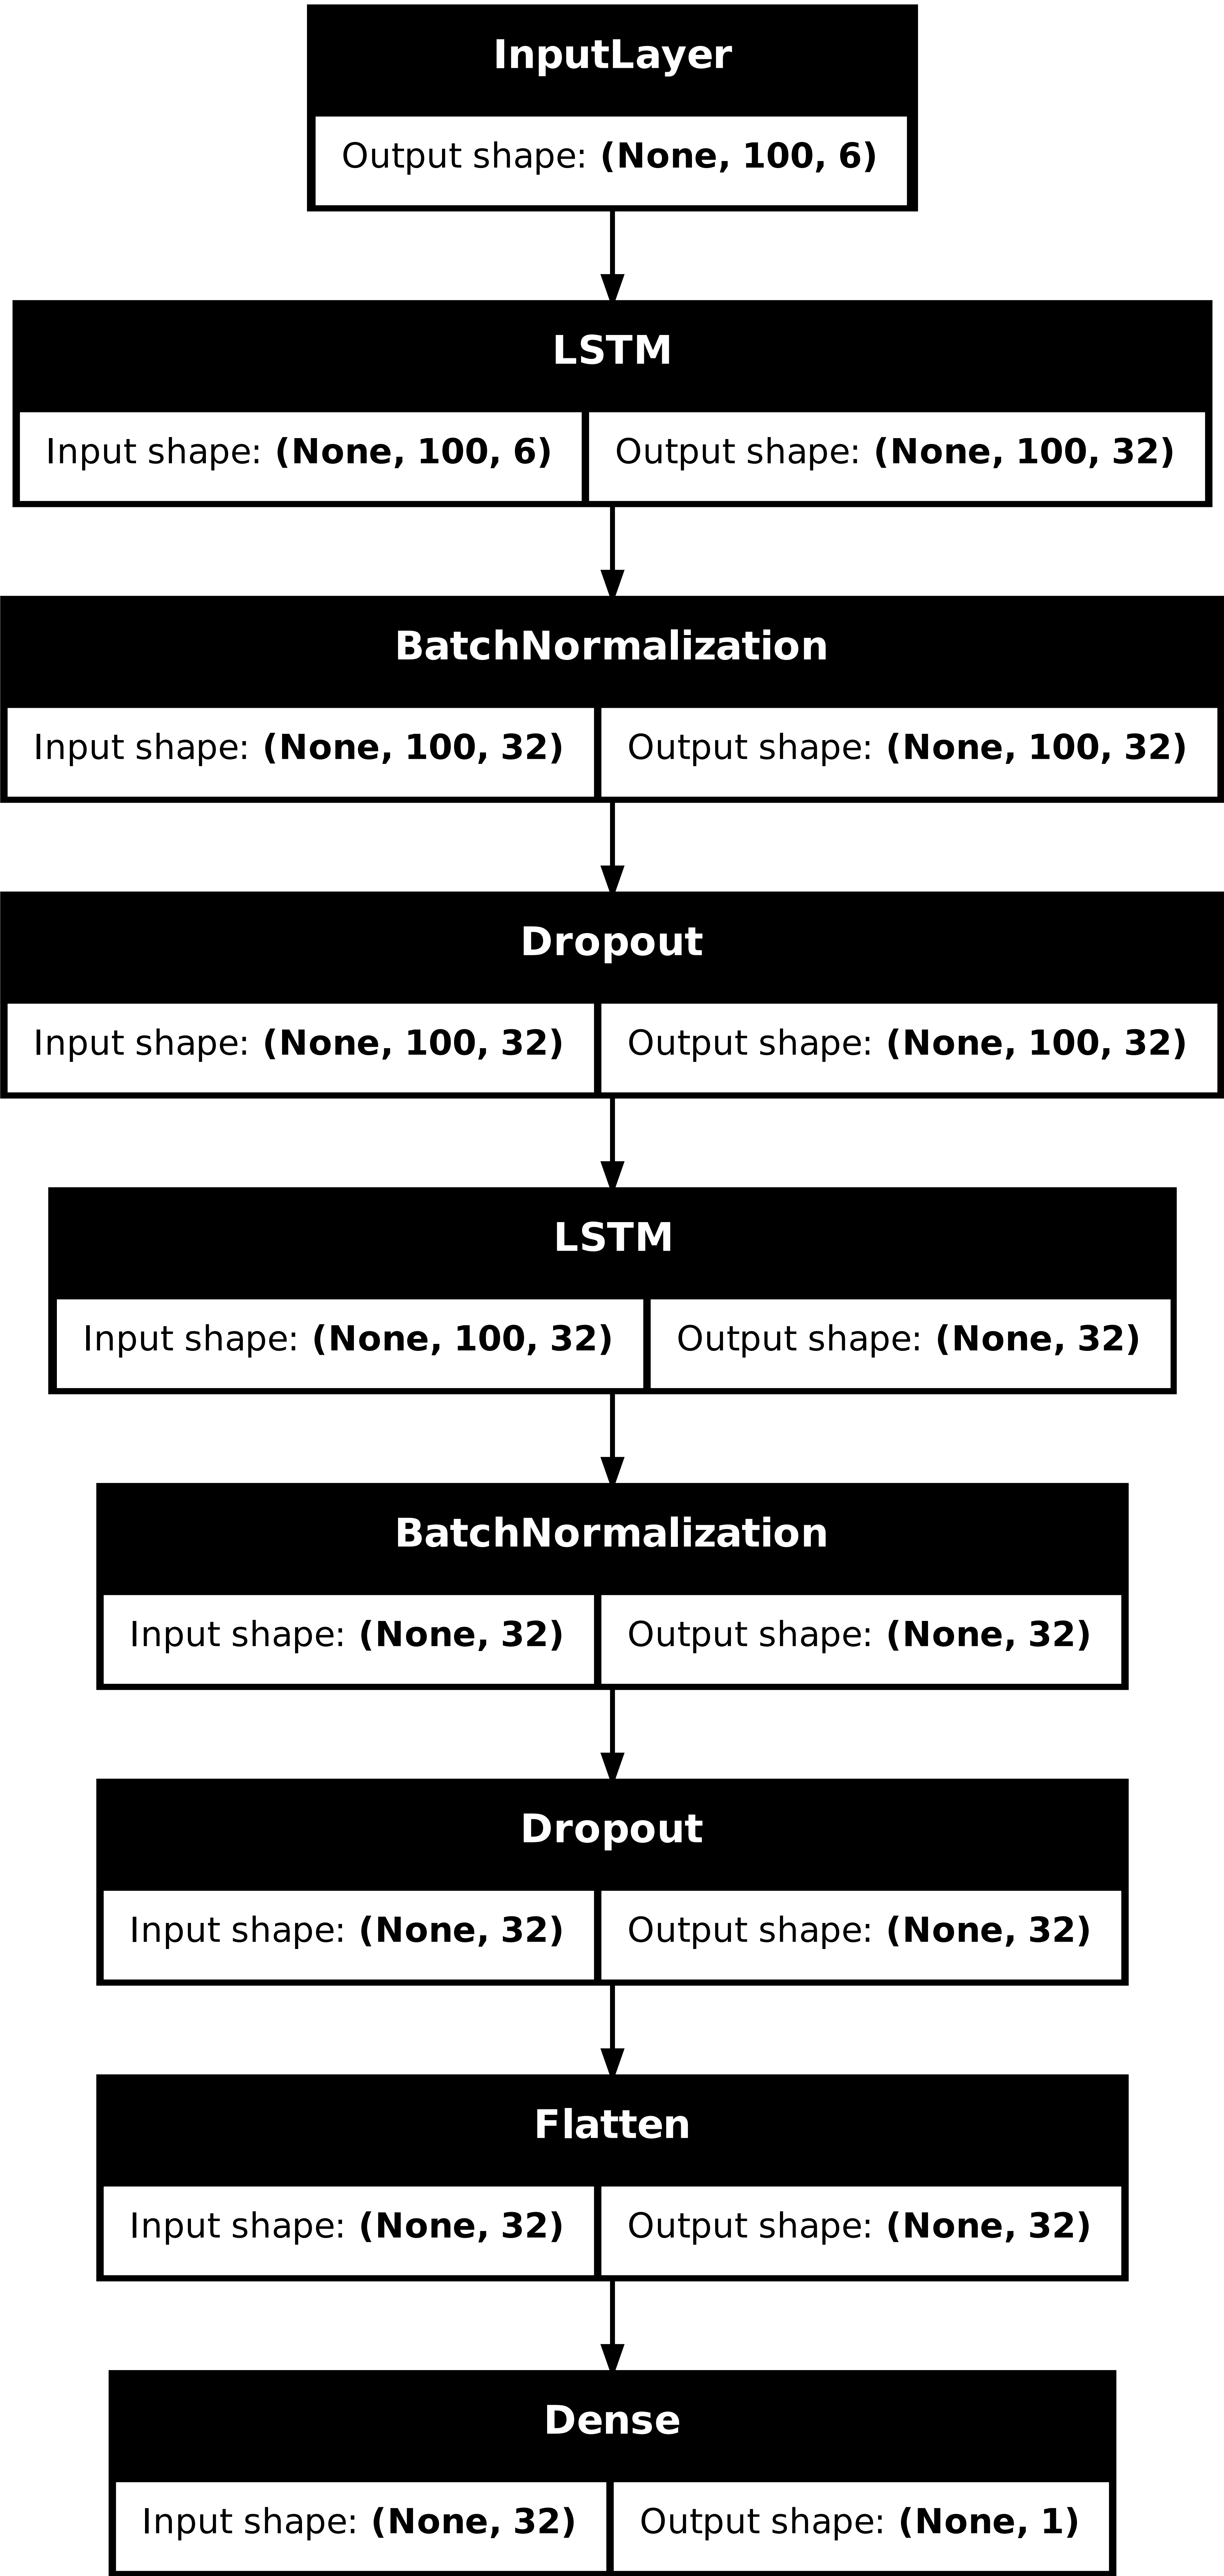 InputLayer
Output shape: (None, 100, 6)
LSTM
Input shape: (None, 100, 6) Output shape: (None, 100, 32)
BatchNormalization
Input shape: (None, 100, 32) Output shape: (None, 100, 32)
Dropout
Input shape: (None, 100, 32) Output shape: (None, 100, 32)
LSTM
Input shape: (None, 100, 32) Output shape: (None, 32)
BatchNormalization
Input shape: (None, 32) Output shape: (None, 32)
Dropout
Input shape: (None, 32) Output shape: (None, 32)
Flatten
Input shape: (None, 32) Output shape: (None, 32)
Dense
Input shape: (None, 32) Output shape: (None, 1)